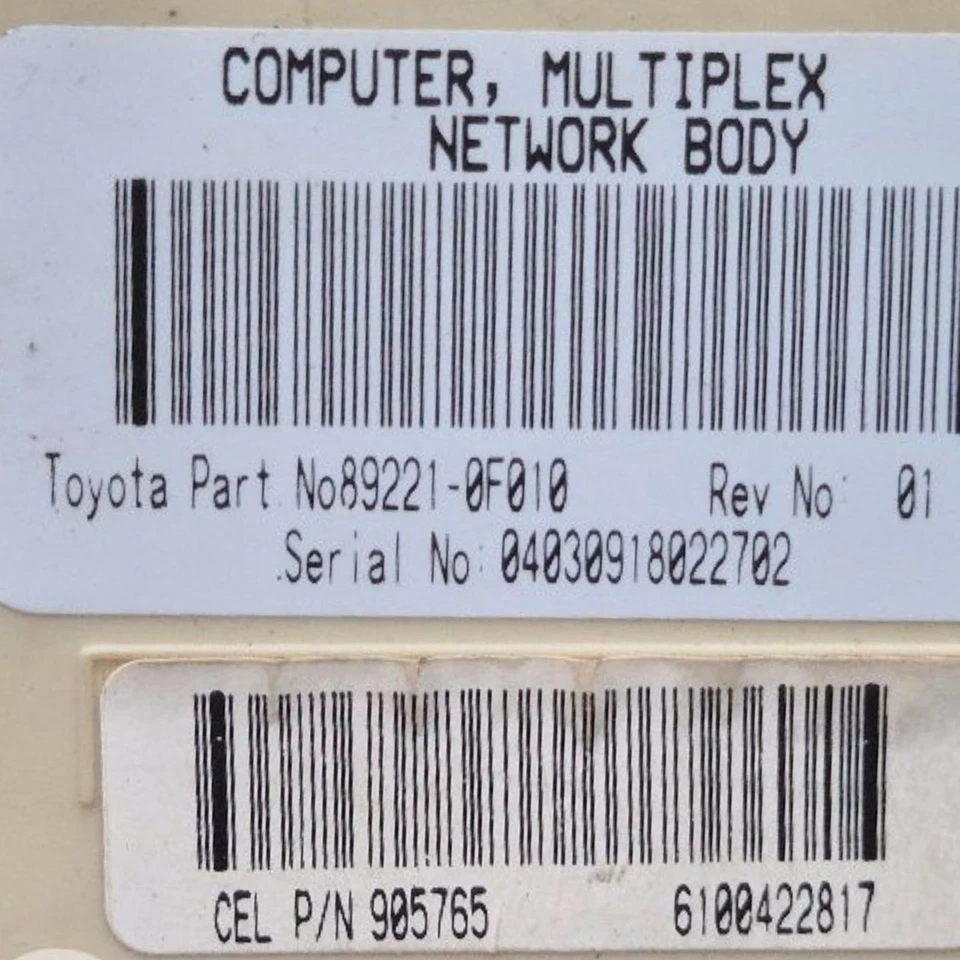 COMPUTER, MULTIPLEX
NETWORK BODY
Toyota Part No89221-0F010 Rev No: 01
Serial No: 04030918022702
CEL P/N 905765 6100422817